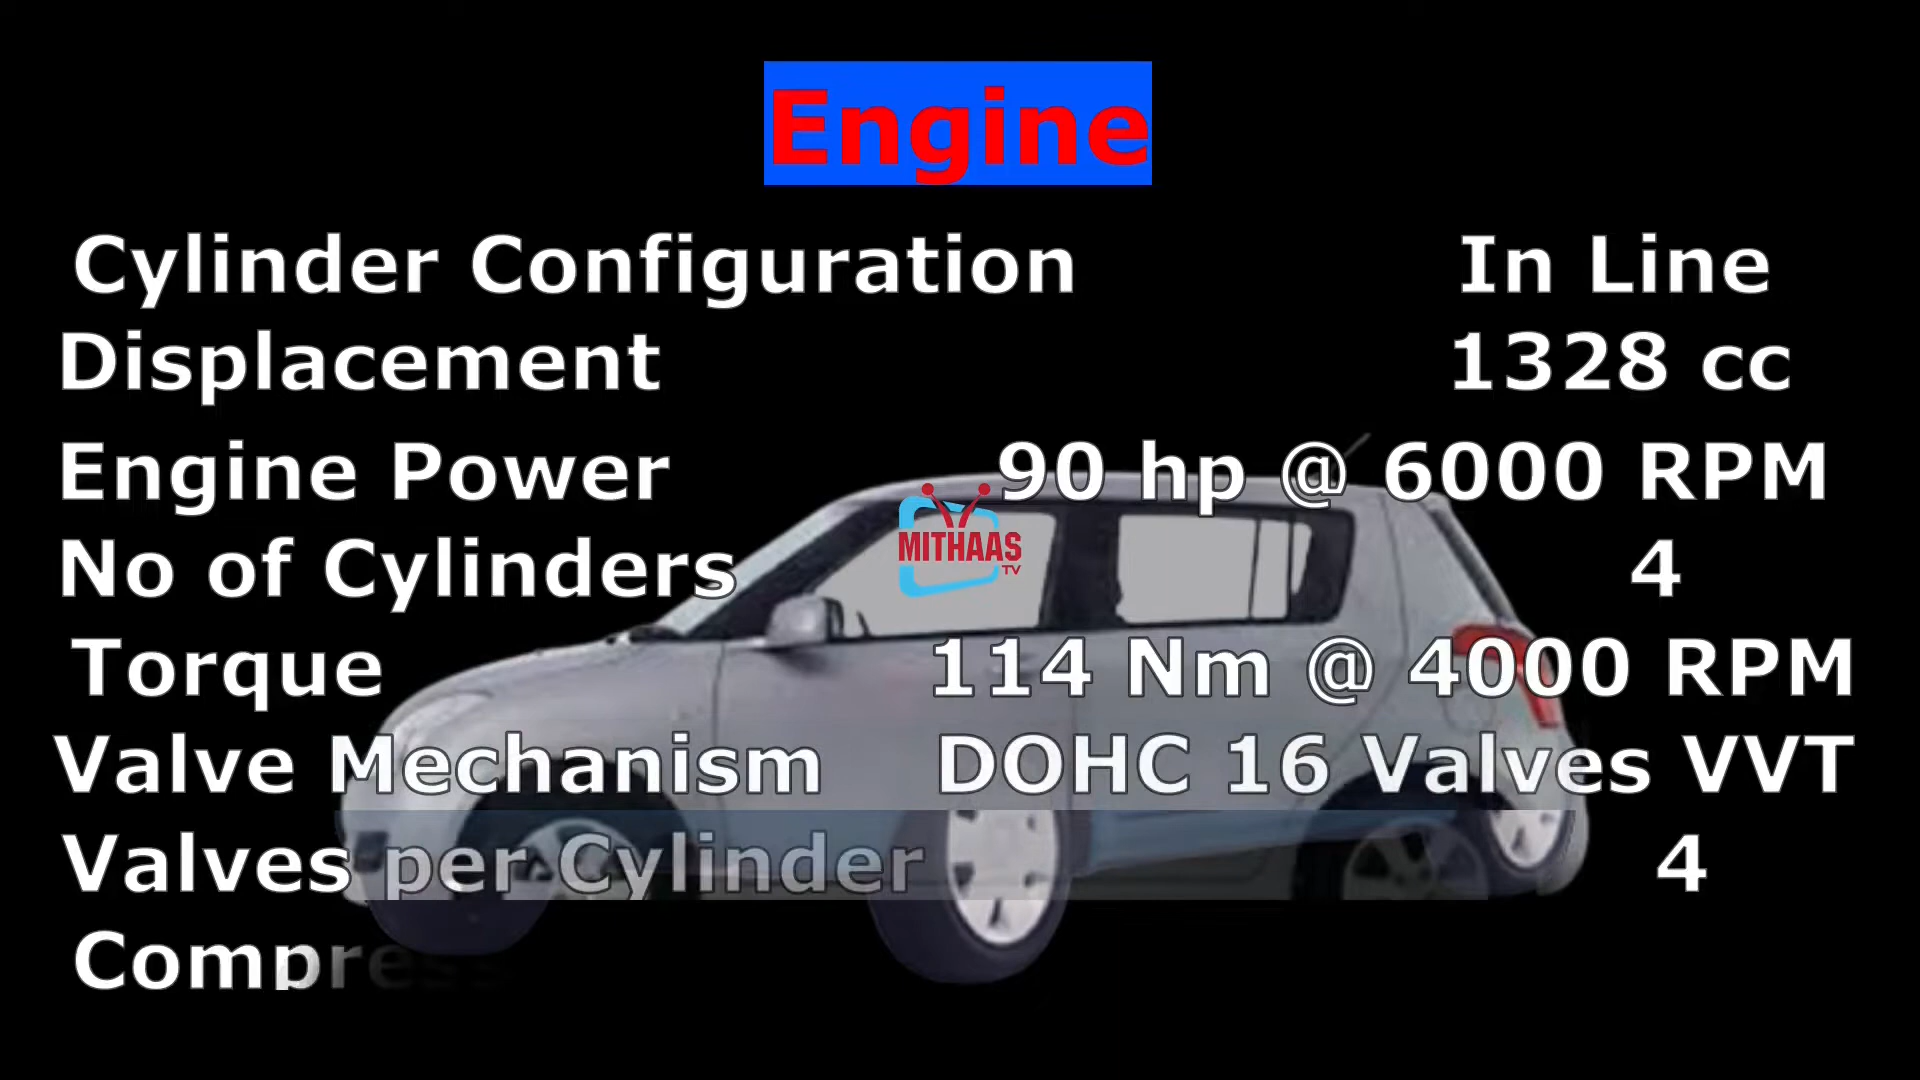 Engine
Cylinder Configuration In Line
Displacement 1328 cc
Engine Power 90 hp @ 6000 RPM
MITHAAS
TV
No of Cylinders 4
Torque 114 Nm @ 4000 RPM
Valve Mechanism DOHC 16 Valves VVT
Valves per Cylinder 4
Compress